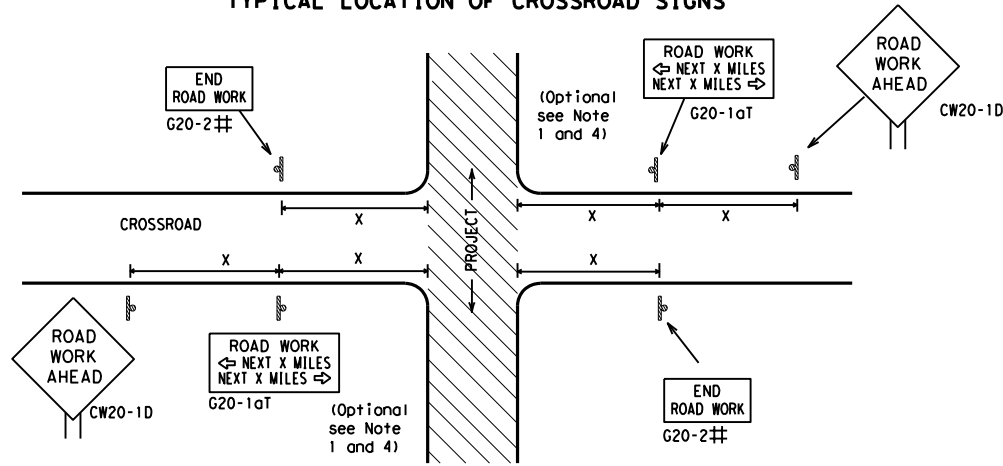 TYPICAL LOCATION OF CROSSROAD SIGNS
END
ROAD WORK
G20-2#
(Optional
see Note
1 and 4)
ROAD WORK
⇦ NEXT X MILES
NEXT X MILES ⇨
G20-1aT
ROAD
WORK
AHEAD
CW20-1D
CROSSROAD
X
X
X
PROJECT
X
X
X
ROAD
WORK
AHEAD
CW20-1D
ROAD WORK
⇦ NEXT X MILES
NEXT X MILES ⇨
G20-1aT
(Optional
see Note
1 and 4)
END
ROAD WORK
G20-2#